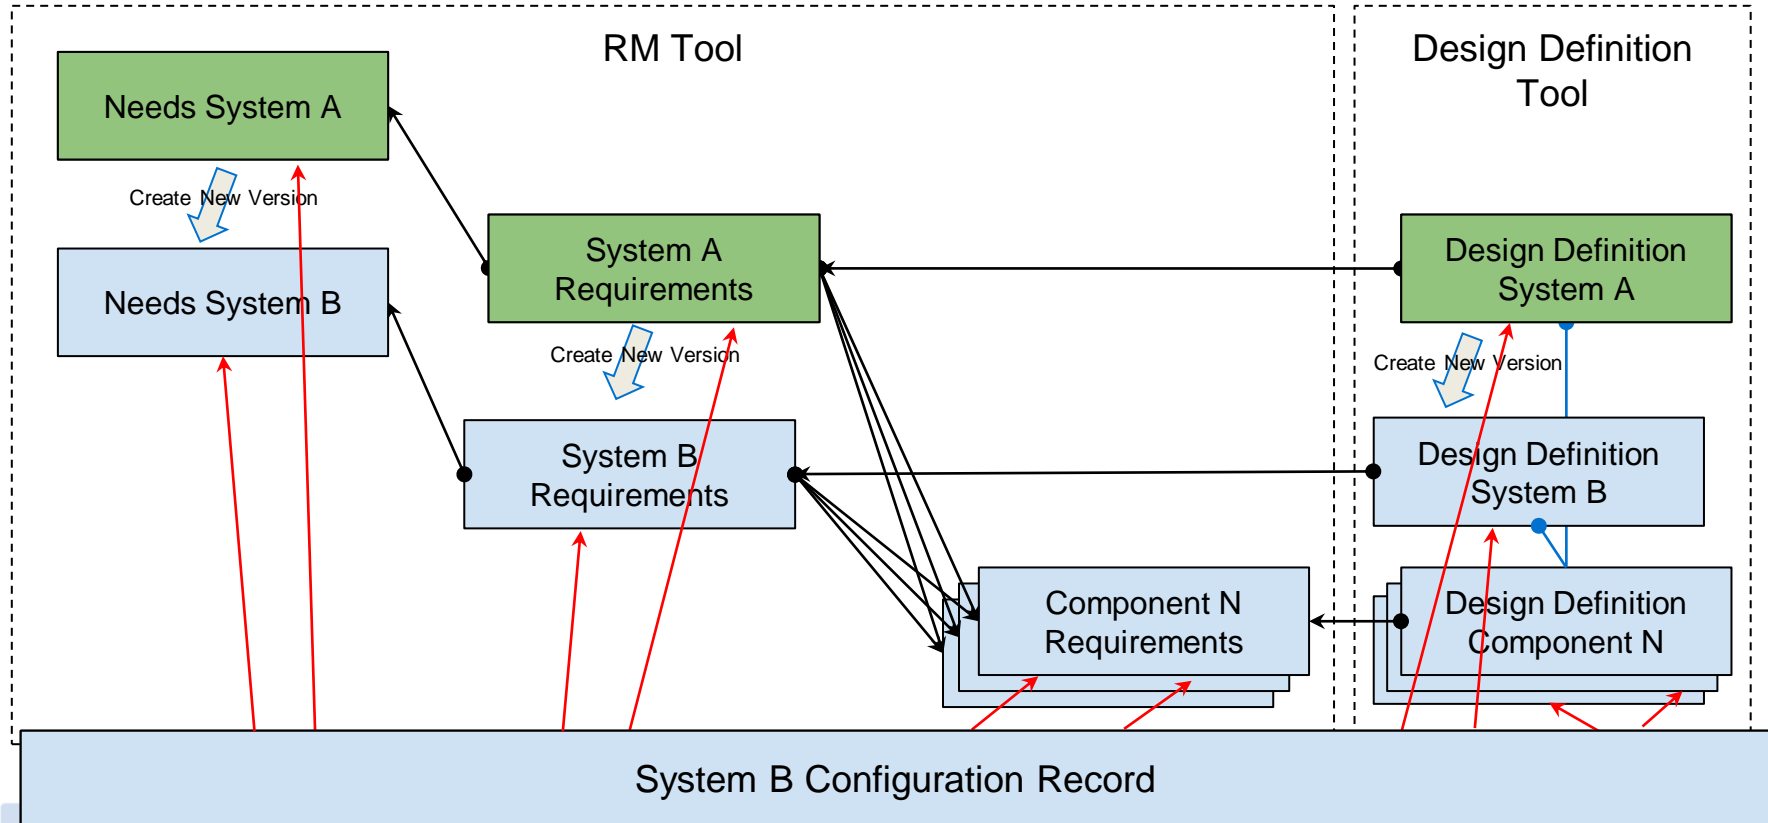 RM Tool
Design Definition
Tool
Needs System A
Create New Version
Needs System B
System A
Requirements
Create New Version
System B
Requirements
Component N
Requirements
Design Definition
System A
Create New Version
Design Definition
System B
Design Definition
Component N
System B Configuration Record